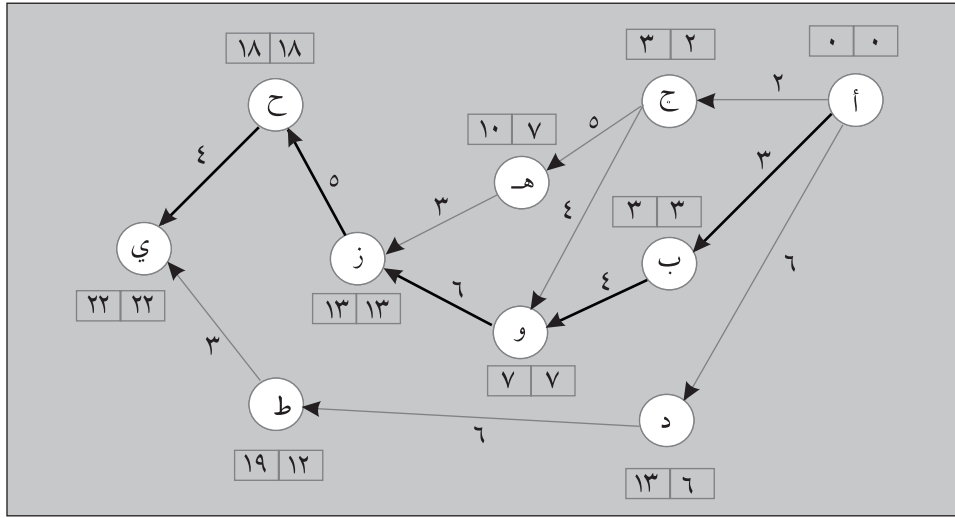 ٠ ٠
٢ ٣
١٨ ١٨
أ
٢
ج
ح
٣
٥
٧ ١٠
٤
هـ
٥
٣
٤
٣ ٣
ب
٦
ي
ز
٤
٦
٢٢ ٢٢
١٣ ١٣
و
٣
٧ ٧
د
٦
ط
٦ ١٣
١٢ ١٩